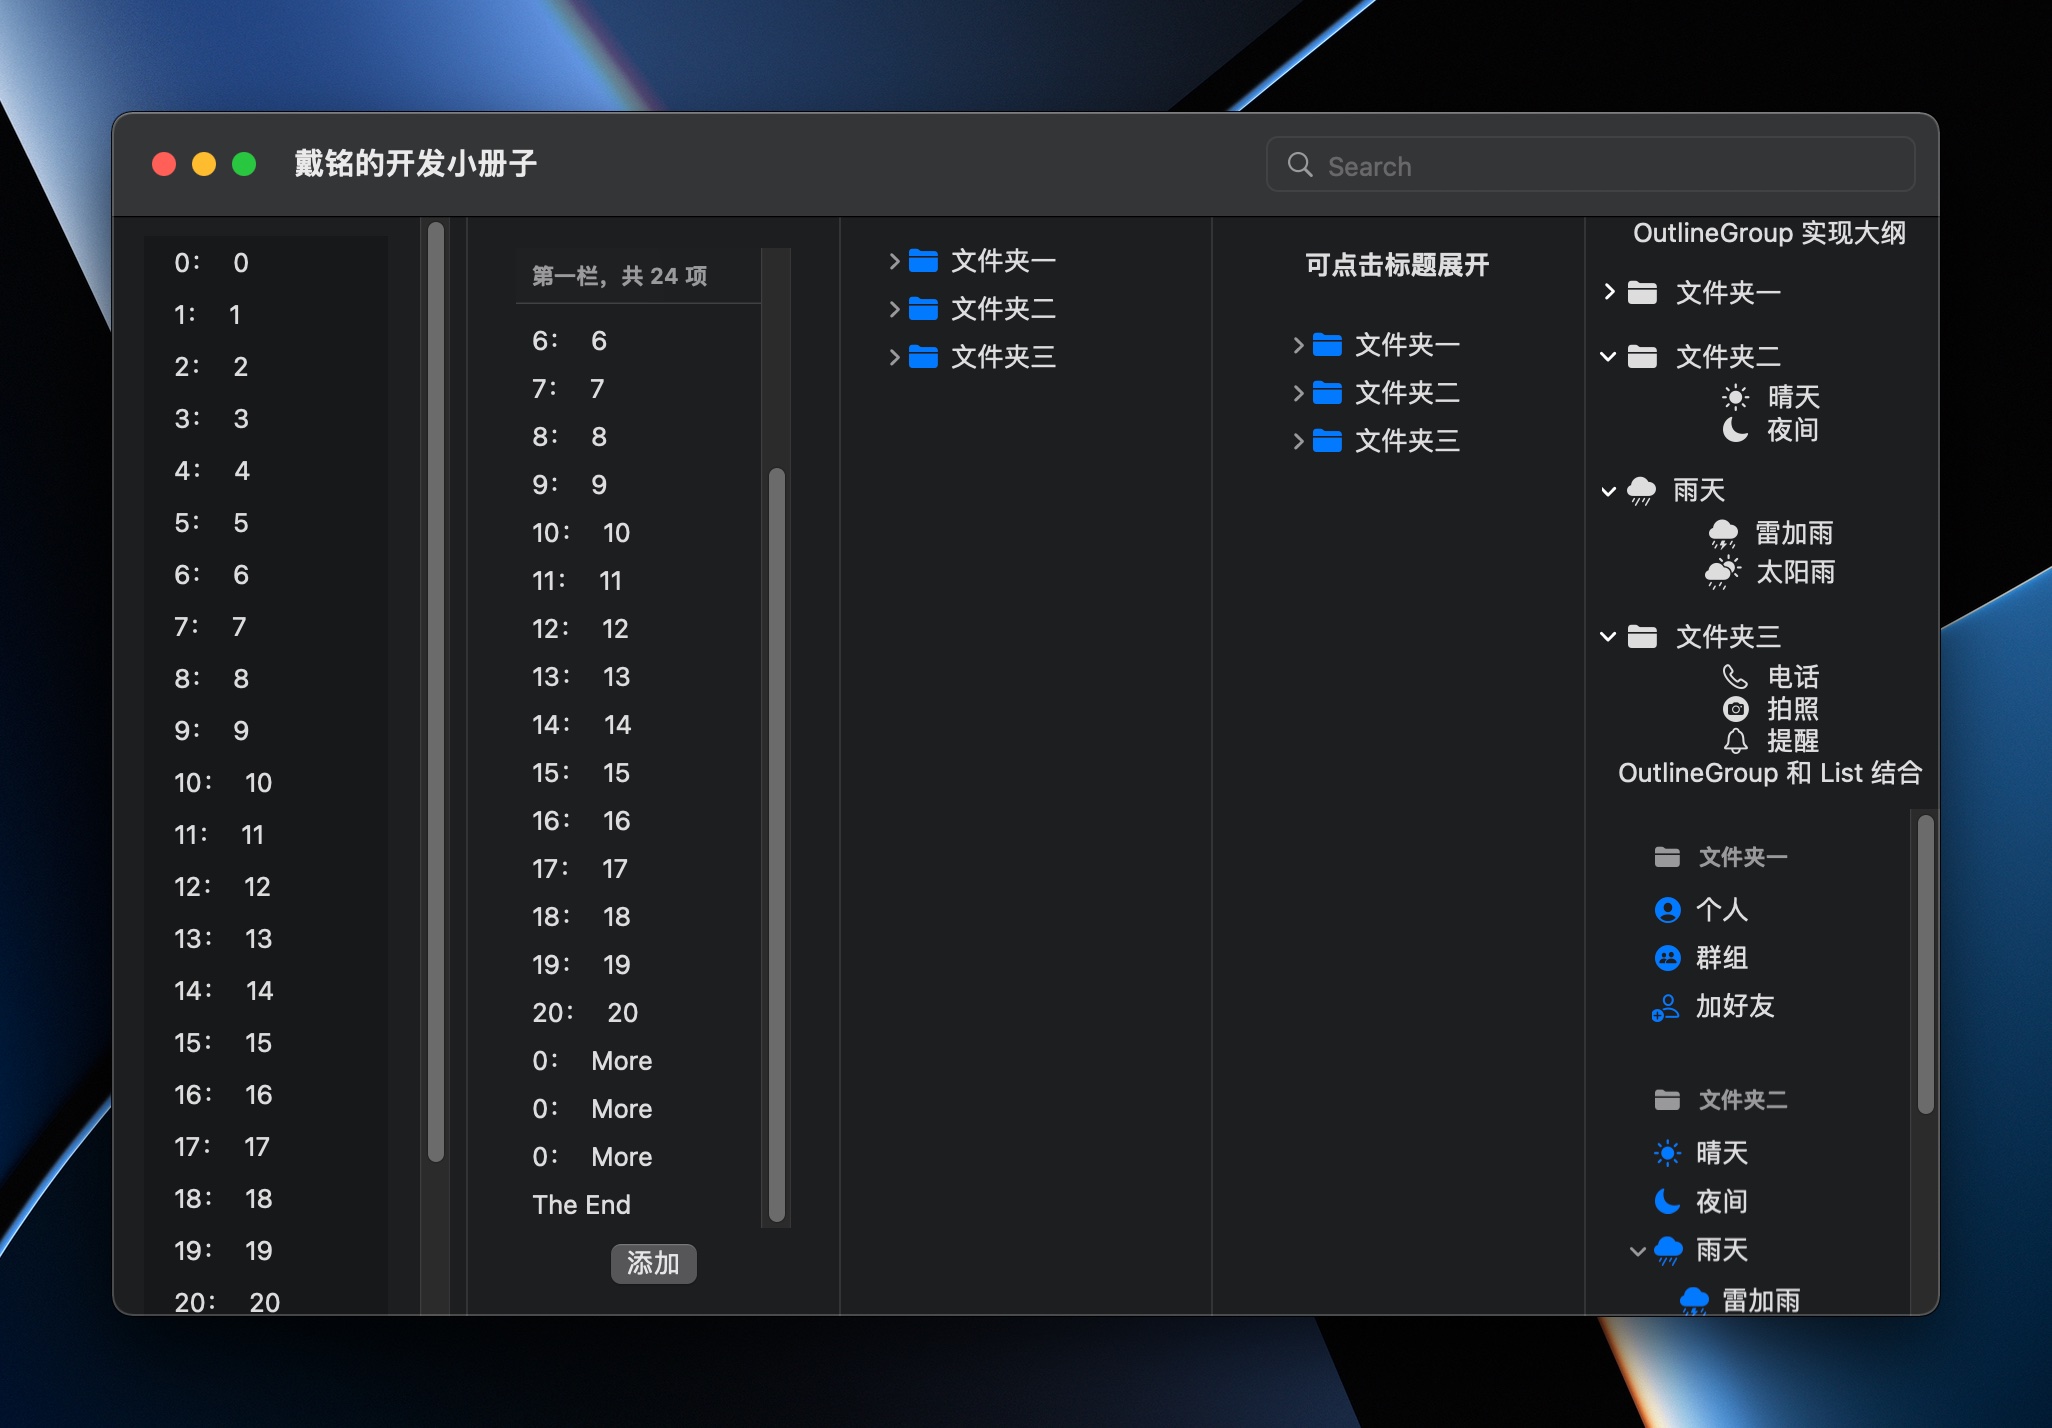 戴铭的开发小册子
Search
0： 0
1： 1
2： 2
3： 3
4： 4
5： 5
6： 6
7： 7
8： 8
9： 9
10： 10
11： 11
12： 12
13： 13
14： 14
15： 15
16： 16
17： 17
18： 18
19： 19
20： 20
第一栏，共 24 项
6： 6
7： 7
8： 8
9： 9
10： 10
11： 11
12： 12
13： 13
14： 14
15： 15
16： 16
17： 17
18： 18
19： 19
20： 20
0： More
0： More
0： More
The End
添加
文件夹一
文件夹二
文件夹三
可点击标题展开
文件夹一
文件夹二
文件夹三
OutlineGroup 实现大纲
文件夹一
文件夹二
晴天
夜间
雨天
雷加雨
太阳雨
文件夹三
电话
拍照
提醒
OutlineGroup 和 List 结合
文件夹一
个人
群组
加好友
文件夹二
晴天
夜间
雨天
雷加雨